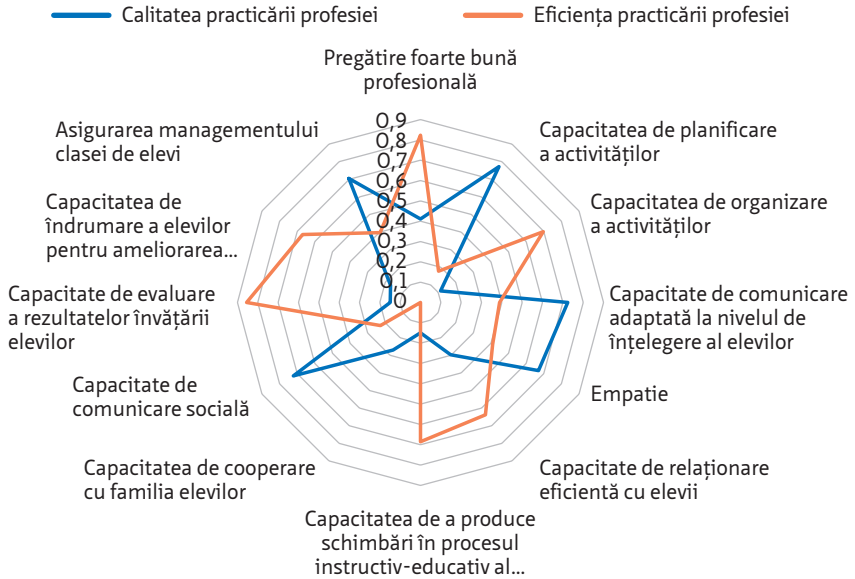 Calitatea practicării profesiei
Eficiența practicării profesiei
Pregătire foarte bună
profesională
Capacitatea de planificare
a activităților
Capacitatea de organizare
a activităților
Capacitate de comunicare
adaptată la nivelul de
înțelegere al elevilor
Empatie
Capacitate de relaționare
eficientă cu elevii
Capacitatea de a produce
schimbări în procesul
instructiv-educativ al...
Capacitatea de cooperare
cu familia elevilor
Capacitate de
comunicare socială
Capacitate de evaluare
a rezultatelor învățării
elevilor
Capacitatea de
îndrumare a elevilor
pentru ameliorarea...
Asigurarea managementului
clasei de elevi
0,9
0,8
0,7
0,6
0,5
0,4
0,3
0,2
0,1
0